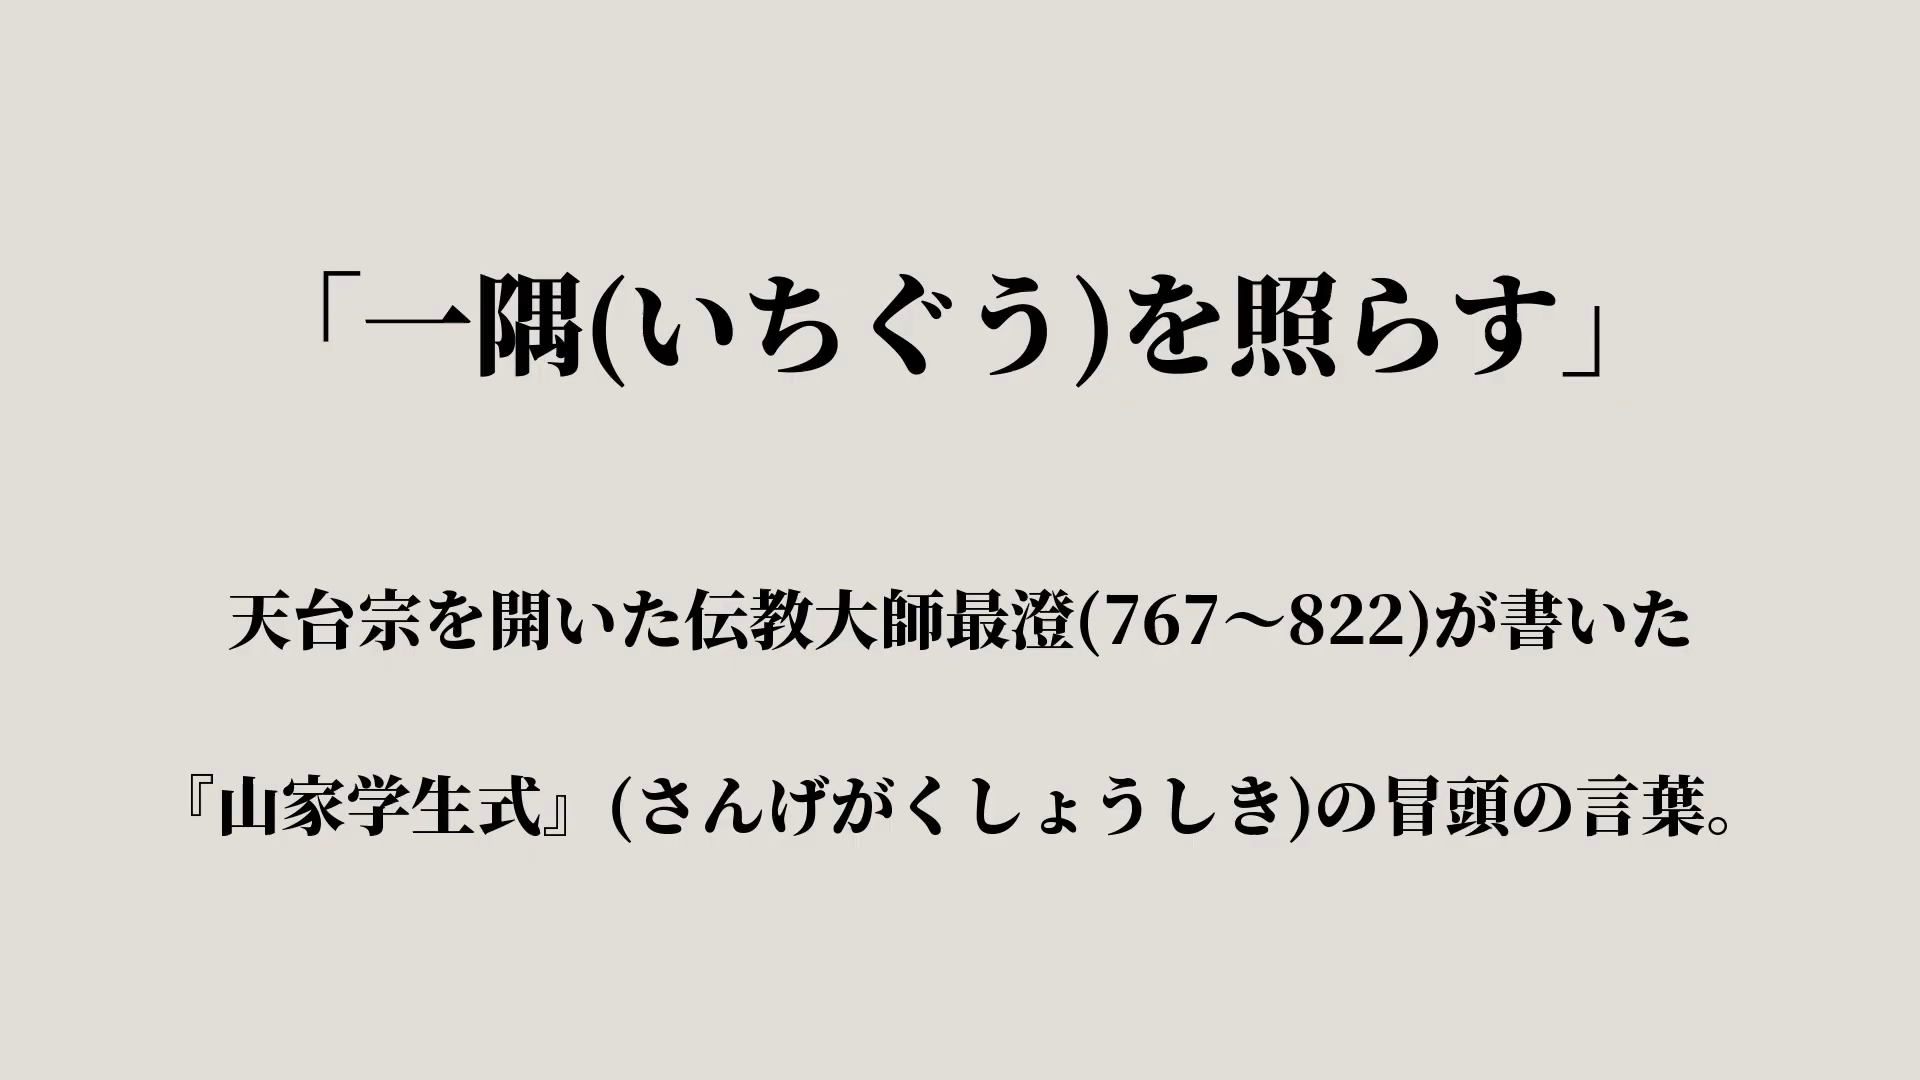 「一隅(いちぐう)を照らす」
天台宗を開いた伝教大師最澄(767〜822)が書いた
『山家学生式』(さんげがくしょうしき)の冒頭の言葉。